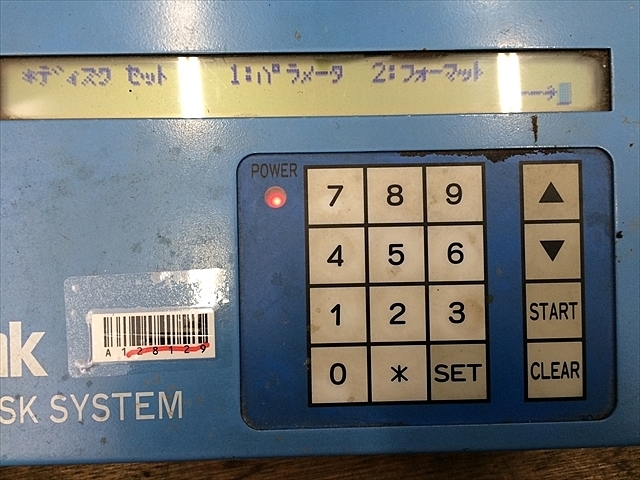 *ディスク セット 1:パラメータ 2:フォーマット
→
POWER
7 8 9 ▲
4 5 6 ▼
1 2 3 START
0 * SET CLEAR
A128129
nk
SK SYSTEM